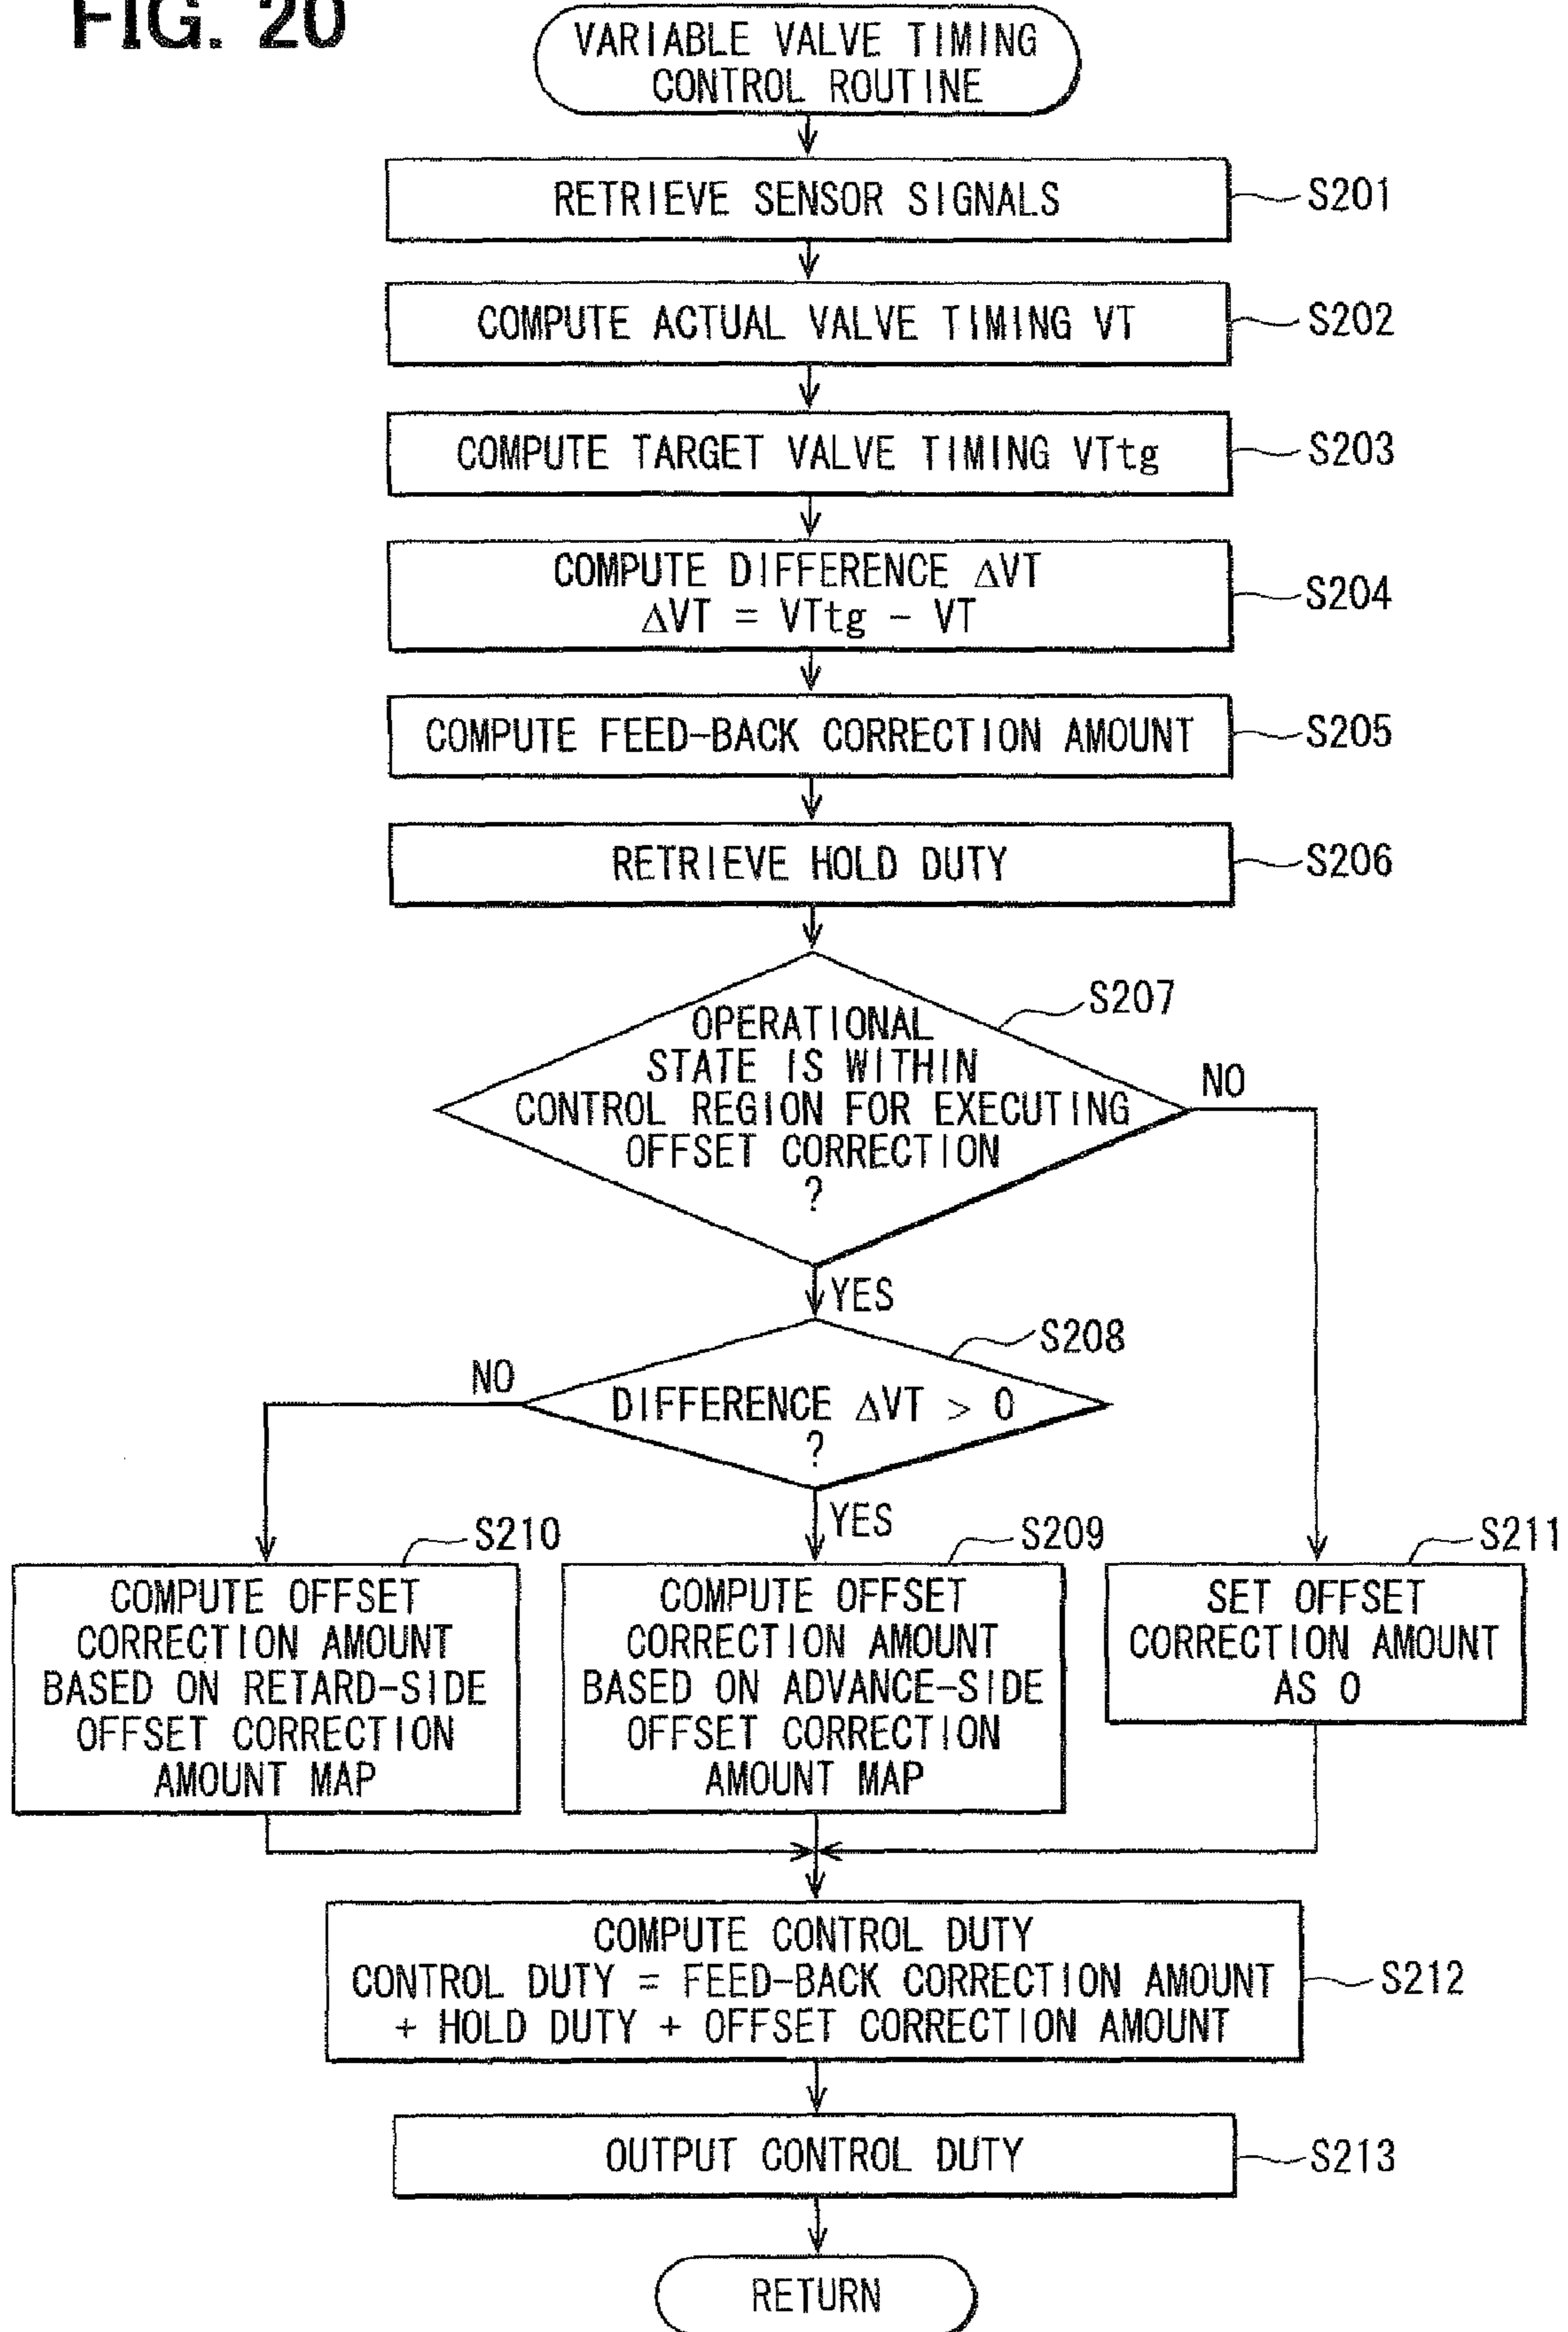 FIG. 20
VARIABLE VALVE TIMING
CONTROL ROUTINE
RETRIEVE SENSOR SIGNALS
S201
COMPUTE ACTUAL VALVE TIMING VT
S202
COMPUTE TARGET VALVE TIMING VTtg
S203
COMPUTE DIFFERENCE ΔVT
ΔVT = VTtg - VT
S204
COMPUTE FEED-BACK CORRECTION AMOUNT
S205
RETRIEVE HOLD DUTY
S206
S207
OPERATIONAL
STATE IS WITHIN
CONTROL REGION FOR EXECUTING
OFFSET CORRECTION
?
NO
YES
S208
NO
DIFFERENCE ΔVT > 0
?
YES
S210
COMPUTE OFFSET
CORRECTION AMOUNT
BASED ON RETARD-SIDE
OFFSET CORRECTION
AMOUNT MAP
S209
COMPUTE OFFSET
CORRECTION AMOUNT
BASED ON ADVANCE-SIDE
OFFSET CORRECTION
AMOUNT MAP
S211
SET OFFSET
CORRECTION AMOUNT
AS 0
COMPUTE CONTROL DUTY
CONTROL DUTY = FEED-BACK CORRECTION AMOUNT
+ HOLD DUTY + OFFSET CORRECTION AMOUNT
S212
OUTPUT CONTROL DUTY
S213
RETURN